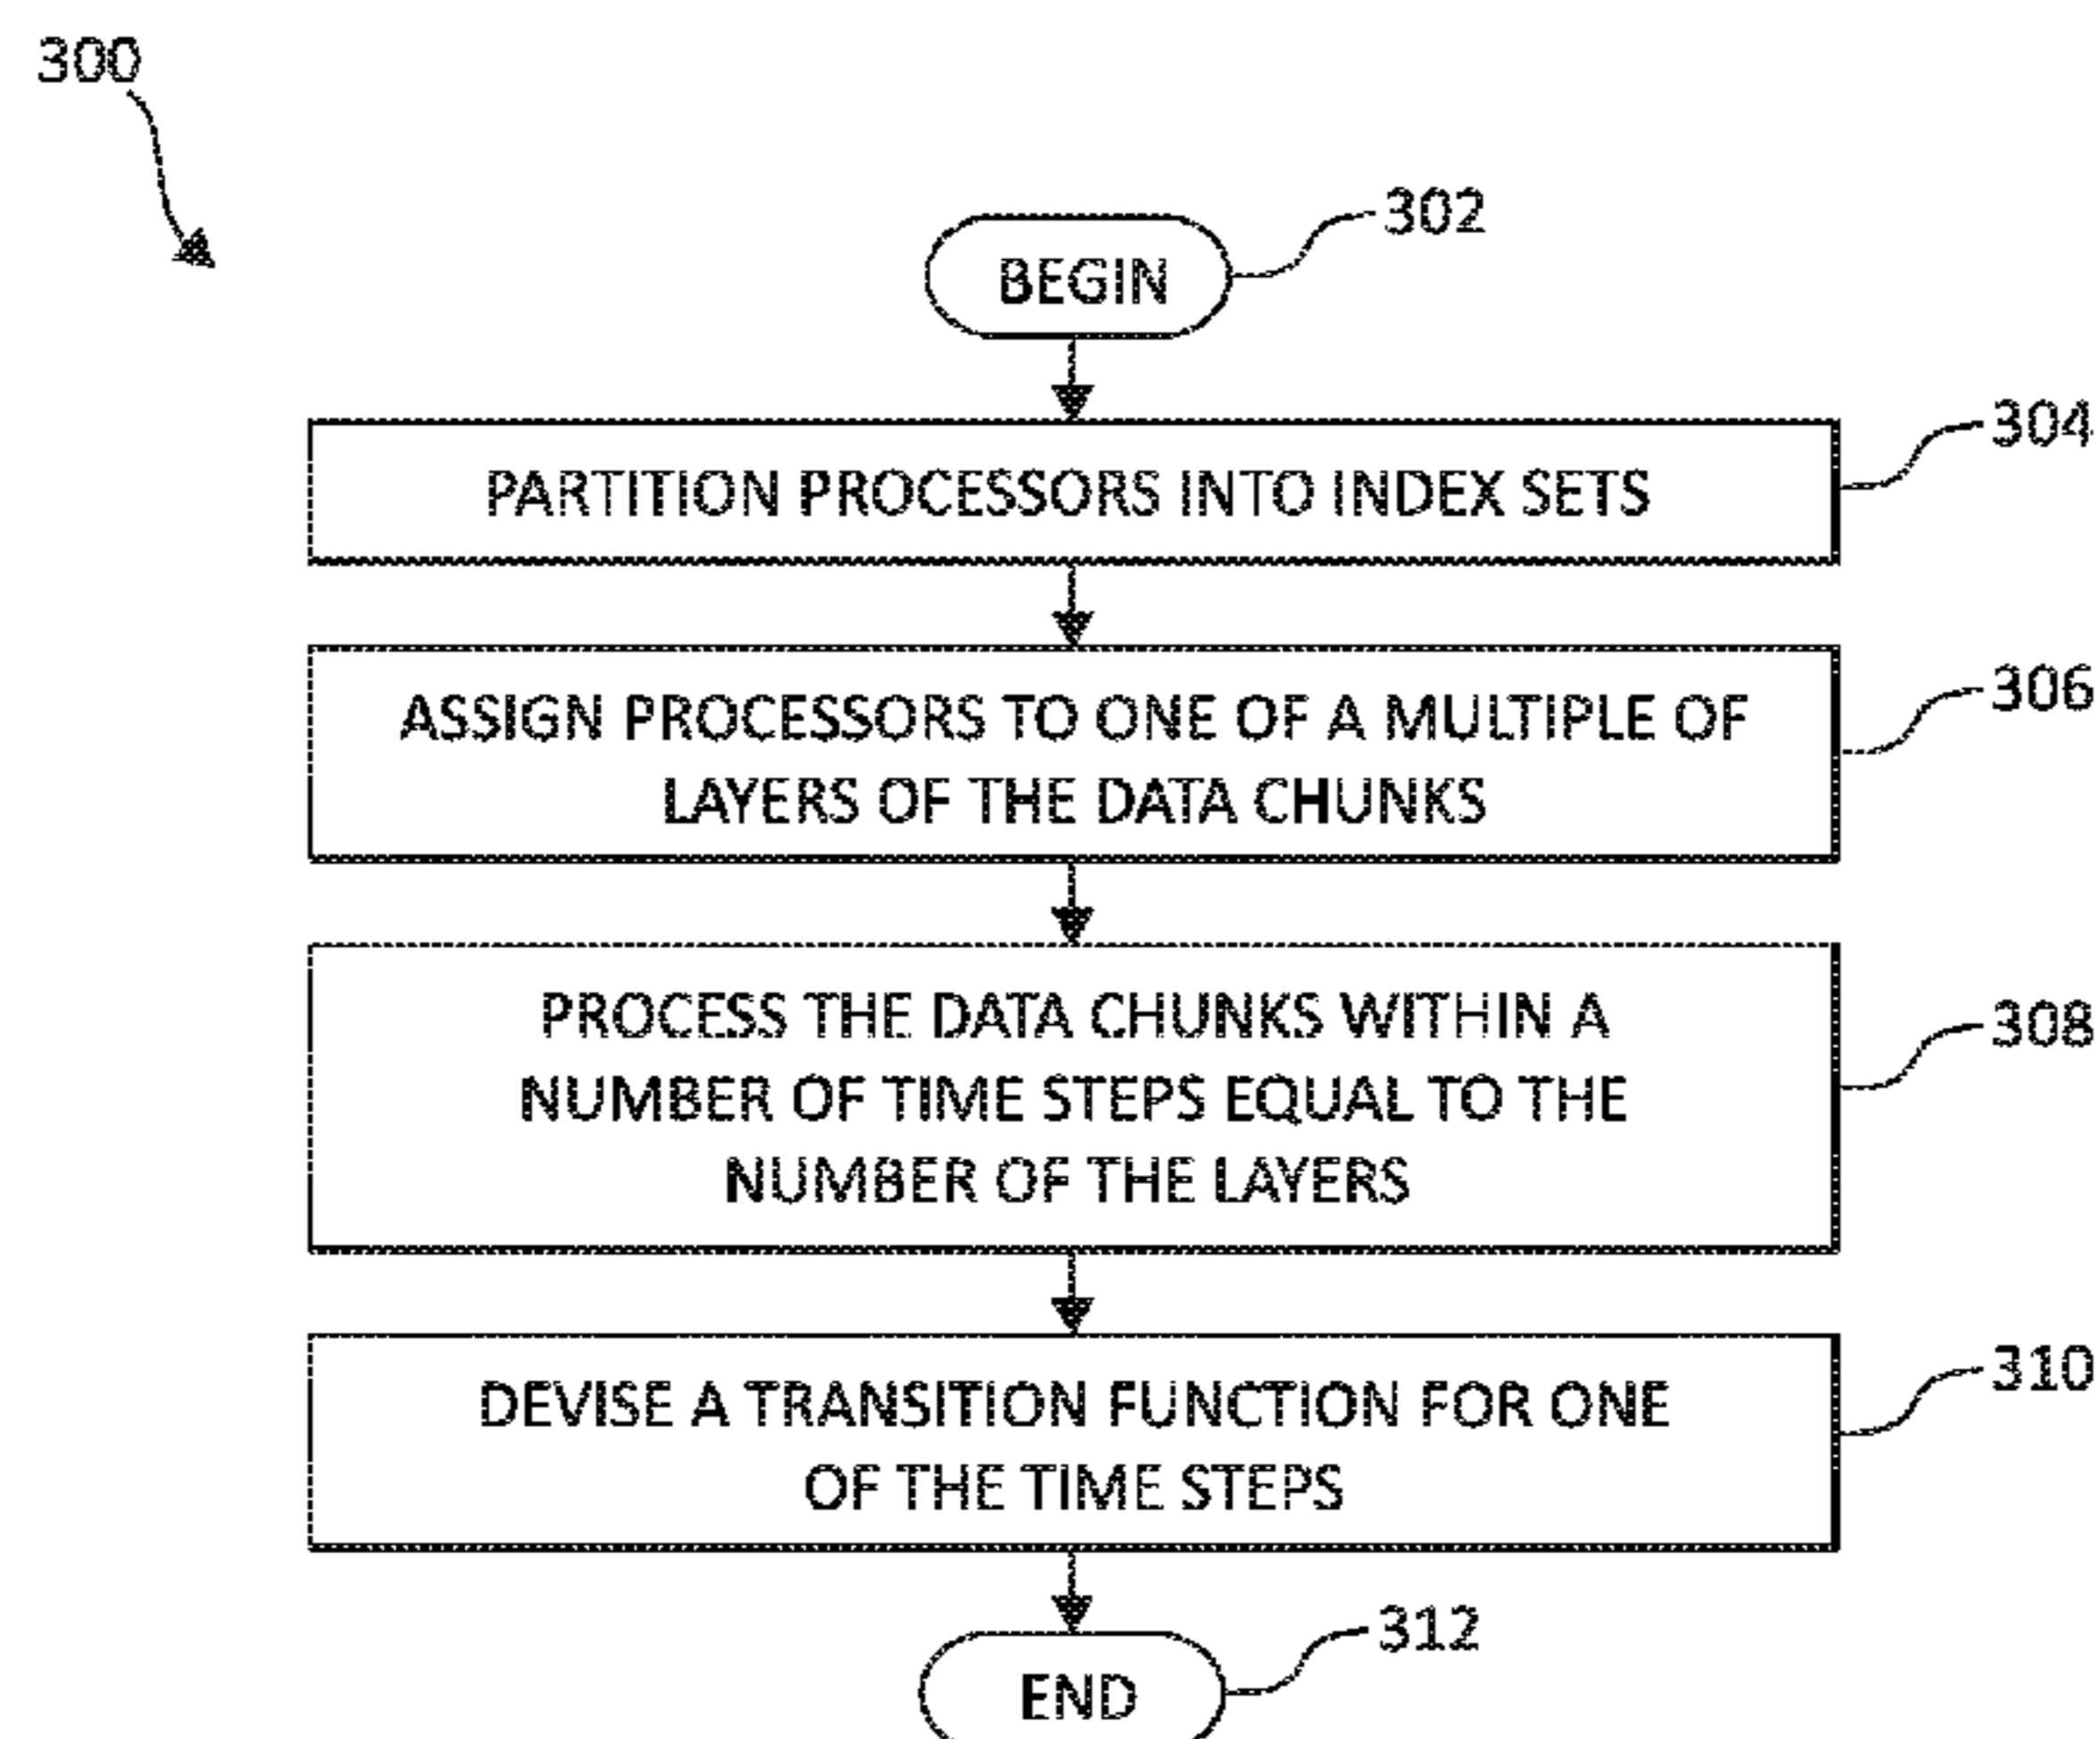 300
302
BEGIN
304
PARTITION PROCESSORS INTO INDEX SETS
306
ASSIGN PROCESSORS TO ONE OF A MULTIPLE OF
LAYERS OF THE DATA CHUNKS
308
PROCESS THE DATA CHUNKS WITHIN A
NUMBER OF TIME STEPS EQUAL TO THE
NUMBER OF THE LAYERS
310
DEVISE A TRANSITION FUNCTION FOR ONE
OF THE TIME STEPS
312
END